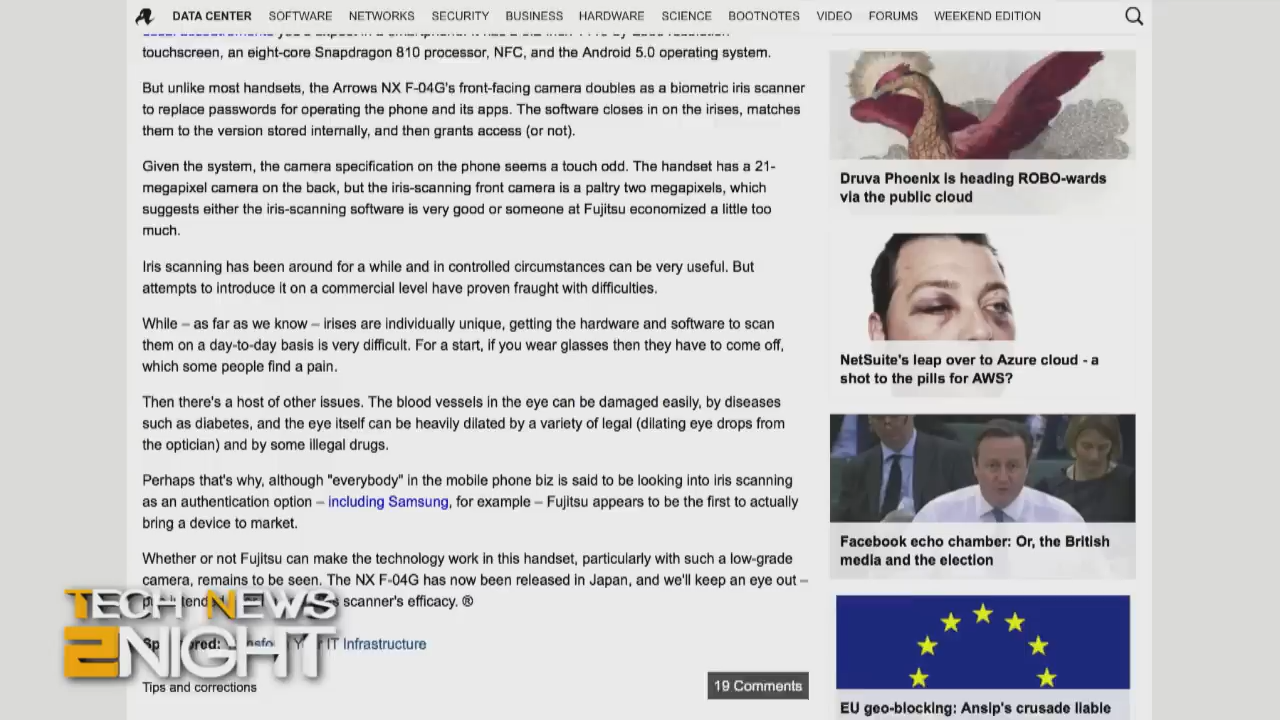 DATA CENTER SOFTWARE NETWORKS SECURITY BUSINESS HARDWARE SCIENCE BOOTNOTES VIDEO FORUMS WEEKEND EDITION
touchscreen, an eight-core Snapdragon 810 processor, NFC, and the Android 5.0 operating system.
But unlike most handsets, the Arrows NX F-04G's front-facing camera doubles as a biometric iris scanner
to replace passwords for operating the phone and its apps. The software closes in on the irises, matches
them to the version stored internally, and then grants access (or not).
Given the system, the camera specification on the phone seems a touch odd. The handset has a 21-
megapixel camera on the back, but the iris-scanning front camera is a paltry two megapixels, which
suggests either the iris-scanning software is very good or someone at Fujitsu economized a little too
much.
Iris scanning has been around for a while and in controlled circumstances can be very useful. But
attempts to introduce it on a commercial level have proven fraught with difficulties.
While – as far as we know – irises are individually unique, getting the hardware and software to scan
them on a day-to-day basis is very difficult. For a start, if you wear glasses then they have to come off,
which some people find a pain.
Then there's a host of other issues. The blood vessels in the eye can be damaged easily, by diseases
such as diabetes, and the eye itself can be heavily dilated by a variety of legal (dilating eye drops from
the optician) and by some illegal drugs.
Perhaps that's why, although "everybody" in the mobile phone biz is said to be looking into iris scanning
as an authentication option – including Samsung, for example – Fujitsu appears to be the first to actually
bring a device to market.
Whether or not Fujitsu can make the technology work in this handset, particularly with such a low-grade
camera, remains to be seen. The NX F-04G has now been released in Japan, and we'll keep an eye out –
scanner's efficacy. ®
IT Infrastructure
Tips and corrections
19 Comments
Druva Phoenix is heading ROBO-wards
via the public cloud
NetSuite's leap over to Azure cloud - a
shot to the pills for AWS?
Facebook echo chamber: Or, the British
media and the election
EU geo-blocking: Ansip's crusade liable
TECH NEWS
2NIGHT